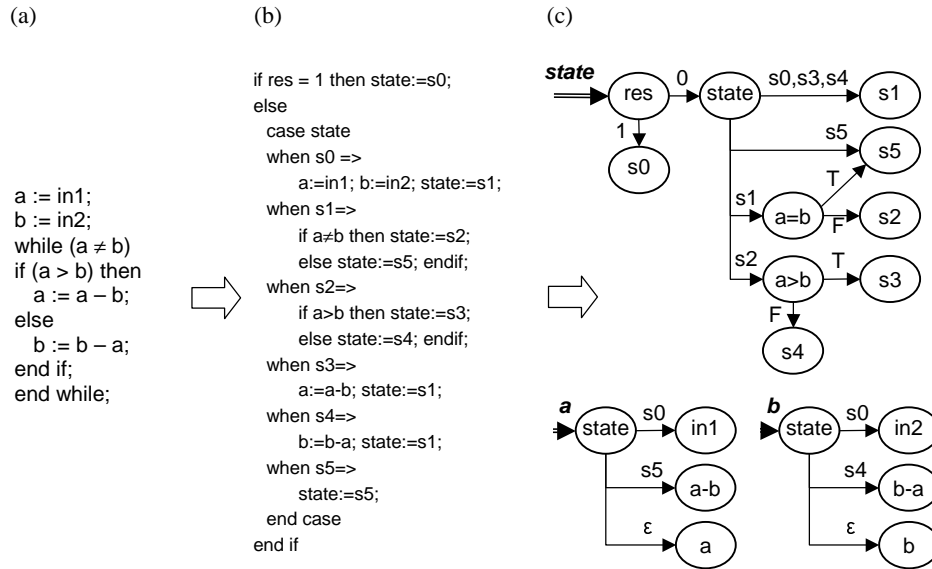 (a)
a := in1;
b := in2;
while (a ≠ b)
if (a > b) then
a := a – b;
else
b := b – a;
end if;
end while;
(b)
if res = 1 then state:=s0;
else
case state
when s0 =>
a:=in1; b:=in2; state:=s1;
when s1=>
if a≠b then state:=s2;
else state:=s5; endif;
when s2=>
if a>b then state:=s3;
else state:=s4; endif;
when s3=>
a:=a-b; state:=s1;
when s4=>
b:=b-a; state:=s1;
when s5=>
state:=s5;
end case
end if
(c)
state
res
0
state
s0,s3,s4
s1
1
s0
s5
s5
T
s1
a=b
F
s2
s2
a>b
T
s3
F
s4
a
state
s0
in1
s5
a-b
ε
a
b
state
s0
in2
s4
b-a
ε
b